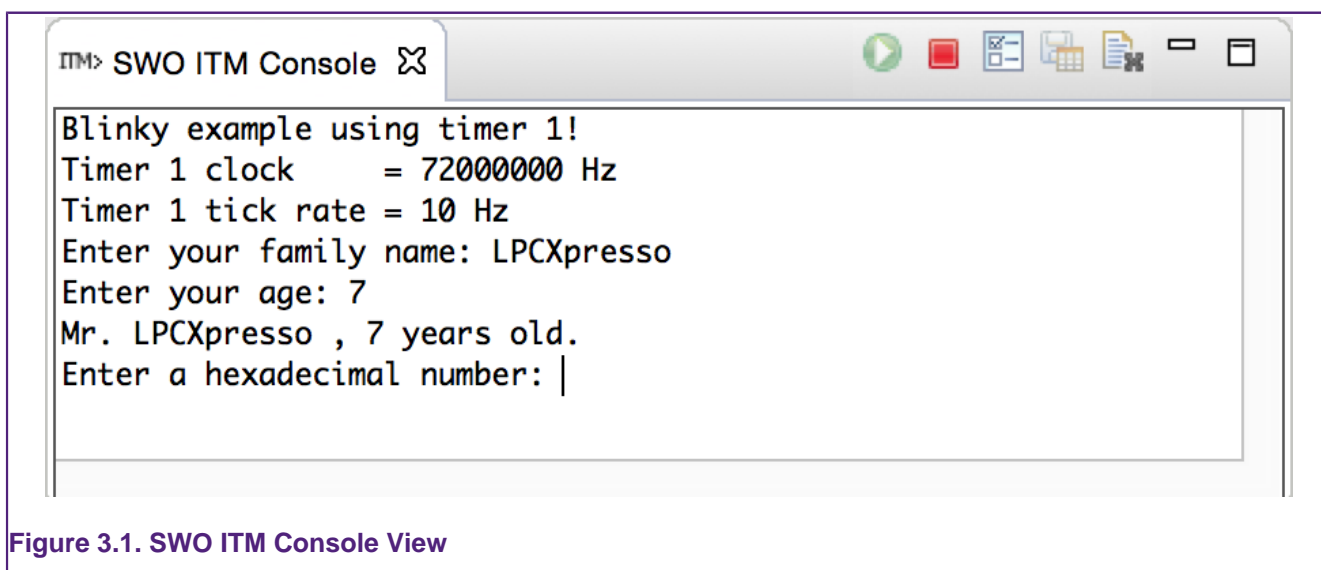 ITM> SWO ITM Console
Blinky example using timer 1!
Timer 1 clock     = 72000000 Hz
Timer 1 tick rate = 10 Hz
Enter your family name: LPCXpresso
Enter your age: 7
Mr. LPCXpresso , 7 years old.
Enter a hexadecimal number:
Figure 3.1. SWO ITM Console View